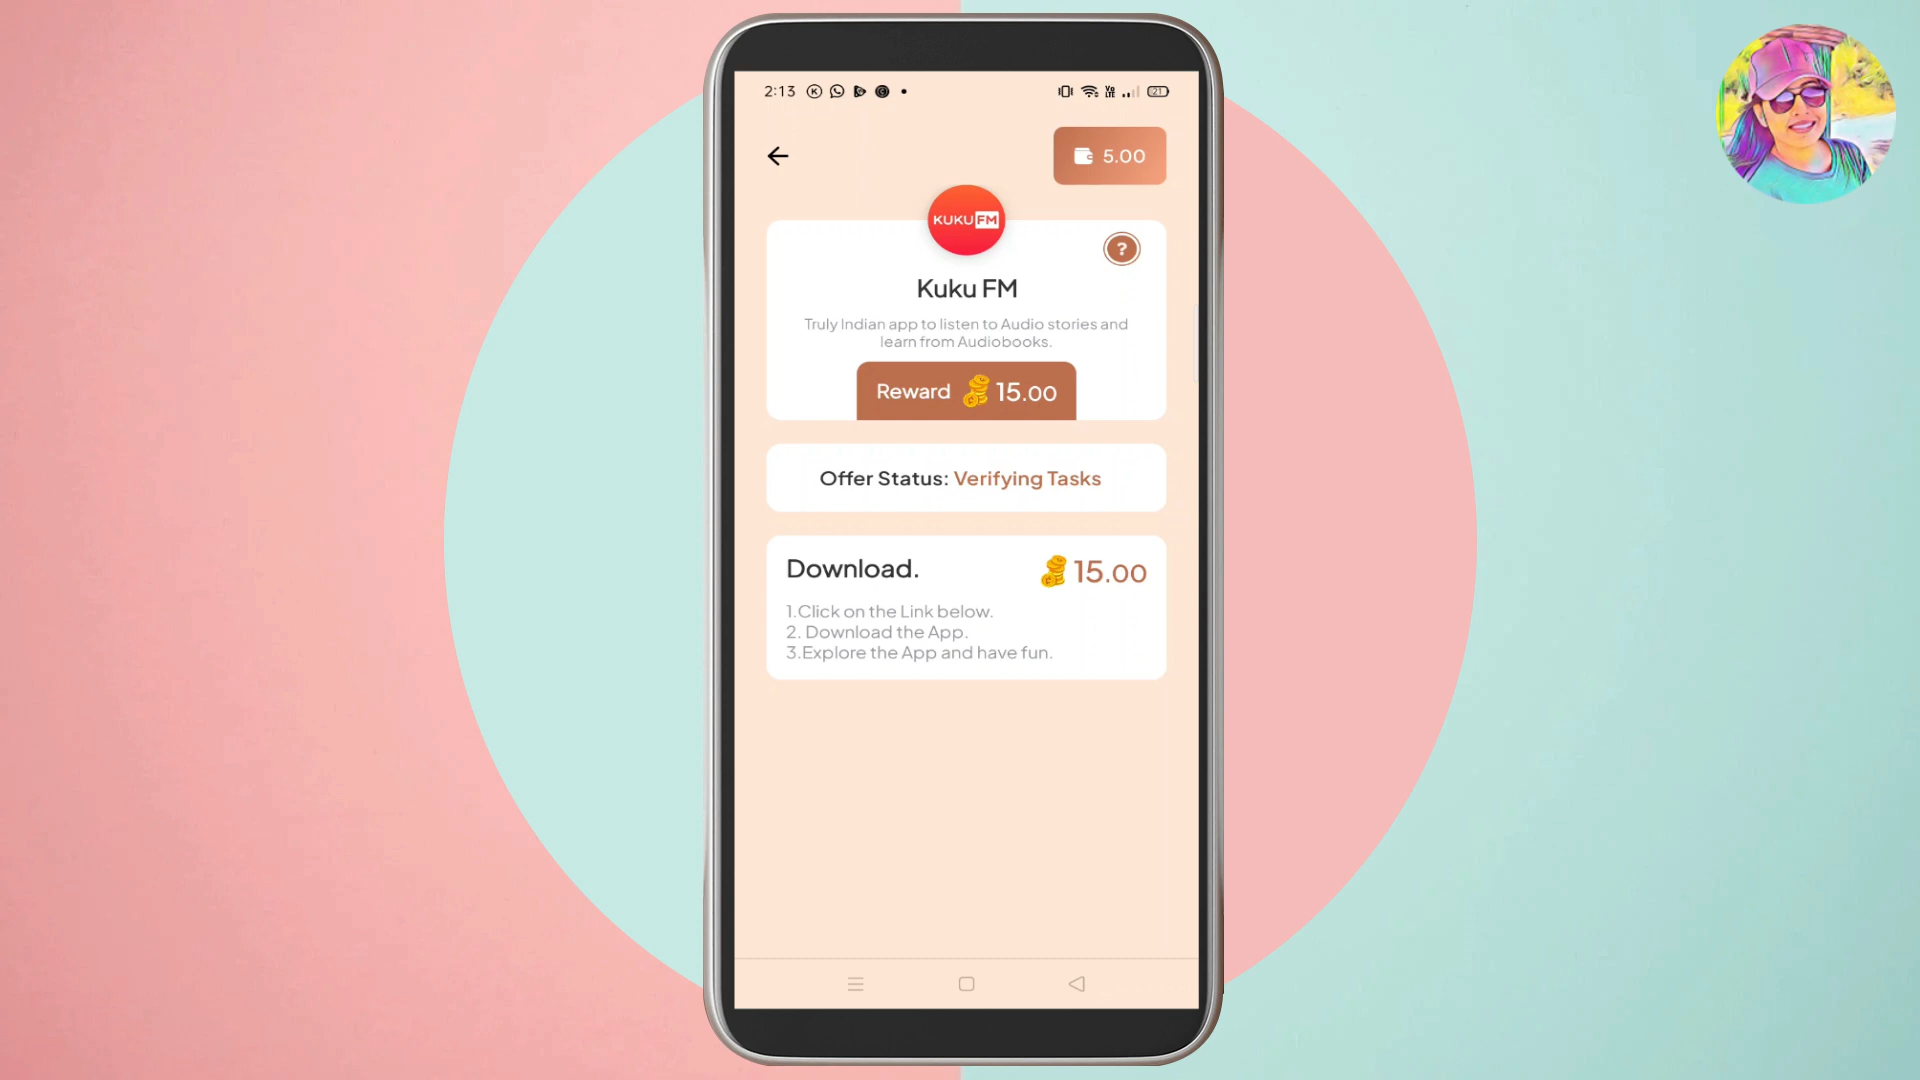 2:13
21
5.00
KUKU FM
?
Kuku FM
Truly Indian app to listen to Audio stories and
learn from Audiobooks.
Reward 15.00
Offer Status: Verifying Tasks
Download. 15.00
1.Click on the Link below.
2. Download the App.
3.Explore the App and have fun.